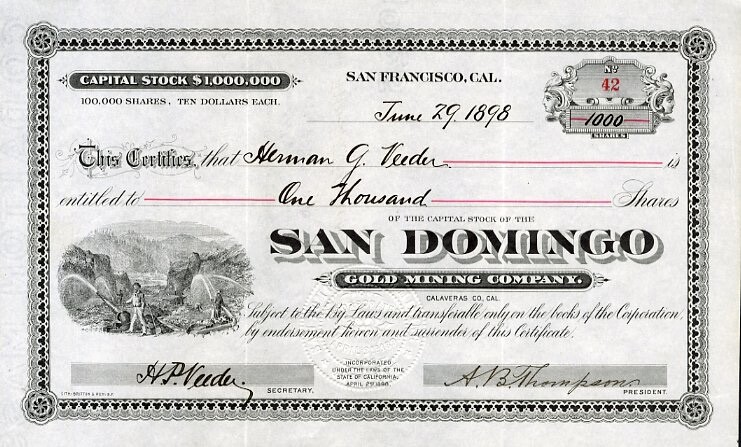 CAPITAL STOCK $1,000,000
SAN FRANCISCO, CAL.
No
42
100,000 SHARES, TEN DOLLARS EACH.
June 29, 1898
1000
SHARES
This Certifies, that Herman G. Veeder is
entitled to One Thousand Shares
OF THE CAPITAL STOCK OF THE
SAN DOMINGO
GOLD MINING COMPANY.
CALAVERAS CO, CAL.
Subject to the By-Laws and transferable only on the books of the Corporation
by endorsement hereon and surrender of this Certificate.
INCORPORATED
UNDER THE LAWS OF THE
STATE OF CALIFORNIA,
H.P. Veeder
SECRETARY.
A. B. Thompson
PRESIDENT.